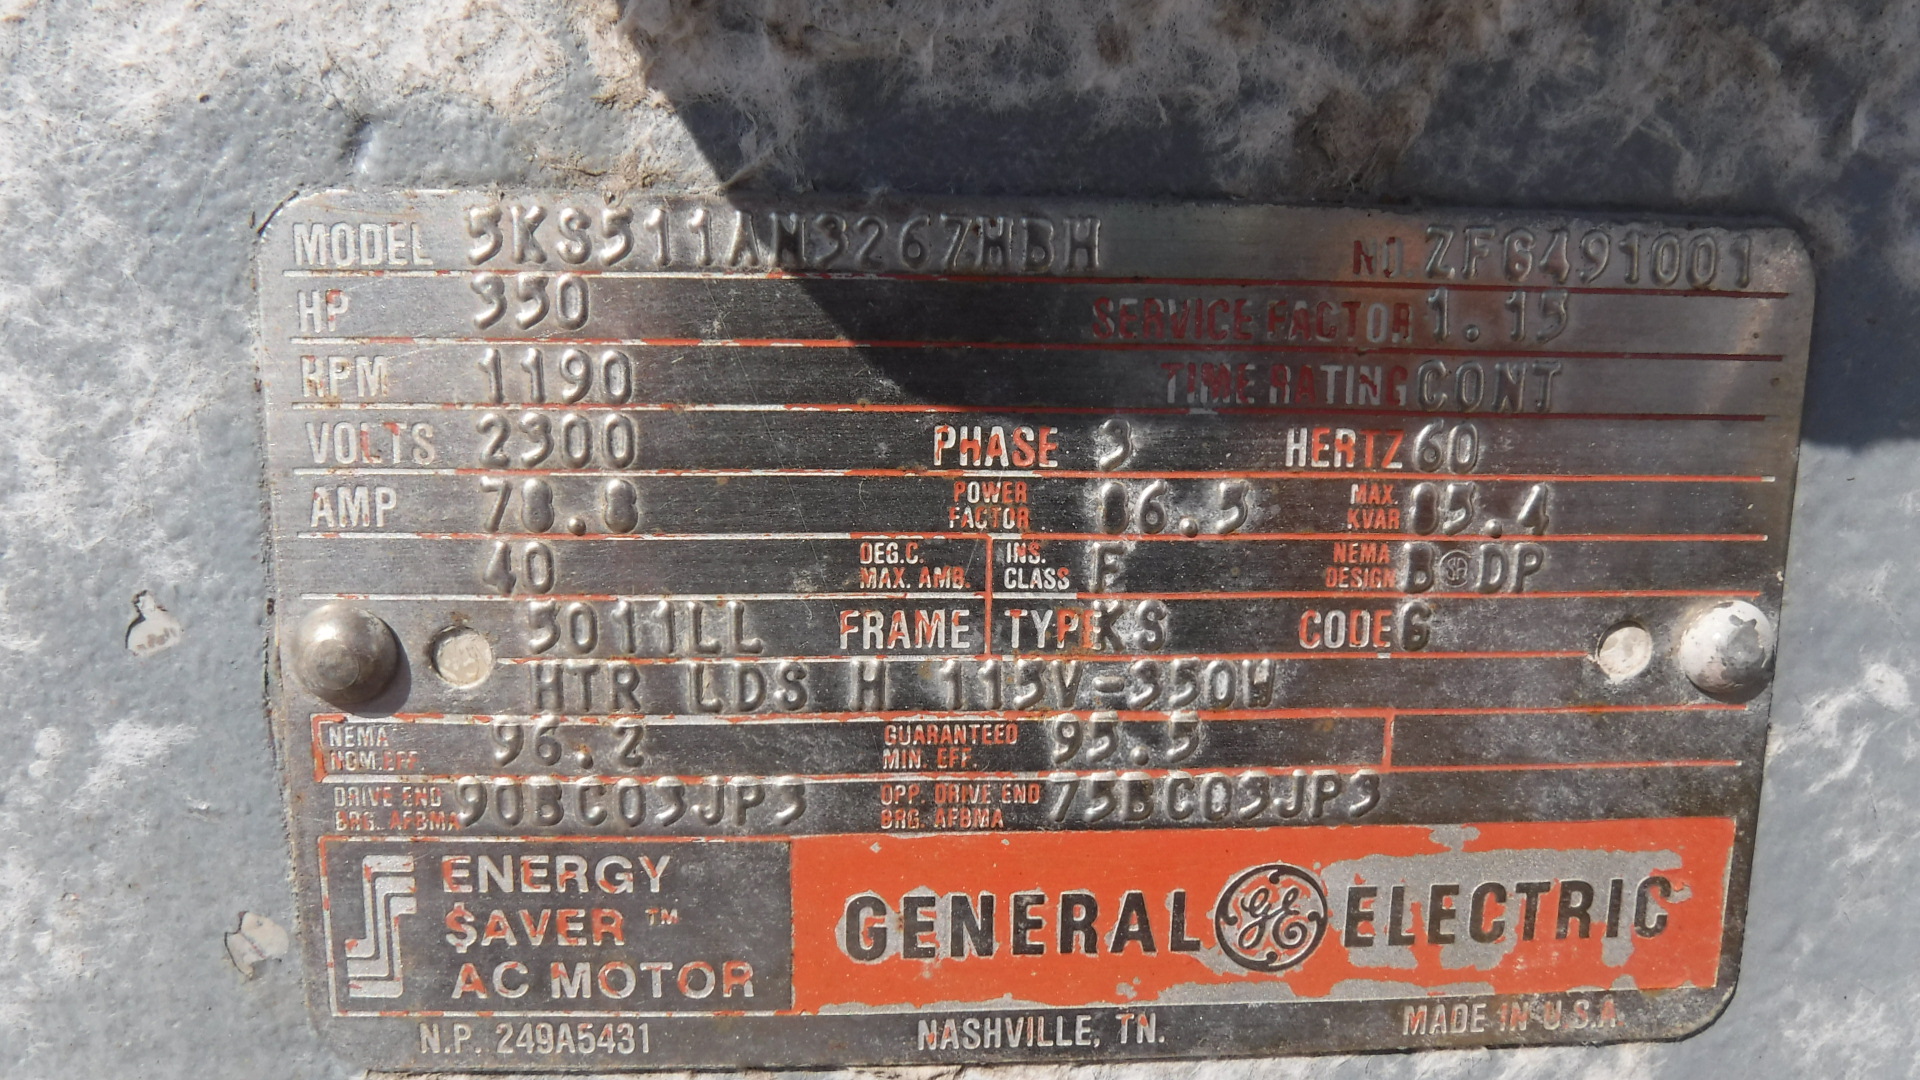 MODEL 5KS511AN3267HBH NO. ZFG491001
HP 350 SERVICE FACTOR 1.15
RPM 1190 TIME RATING CONT
VOLTS 2300 PHASE 3 HERTZ 60
AMP 78.8 POWER FACTOR 86.5 MAX. KVAR 85.4
40 DEG.C. MAX. AMB. INS. CLASS F NEMA DESIGN B SA DP
5011LL FRAME TYPE KS CODE G
HTR LDS H 115V-350W
NEMA NOM.EFF. 96.2 GUARANTEED MIN. EFF. 95.5
DRIVE END BRG. AFBMA 90BC03JP3 OPP. DRIVE END BRG. AFBMA 75BC03JP3
ENERGY
$AVER ™
AC MOTOR
GENERAL GE ELECTRIC
N.P. 249A5431 NASHVILLE, TN. MADE IN U.S.A.